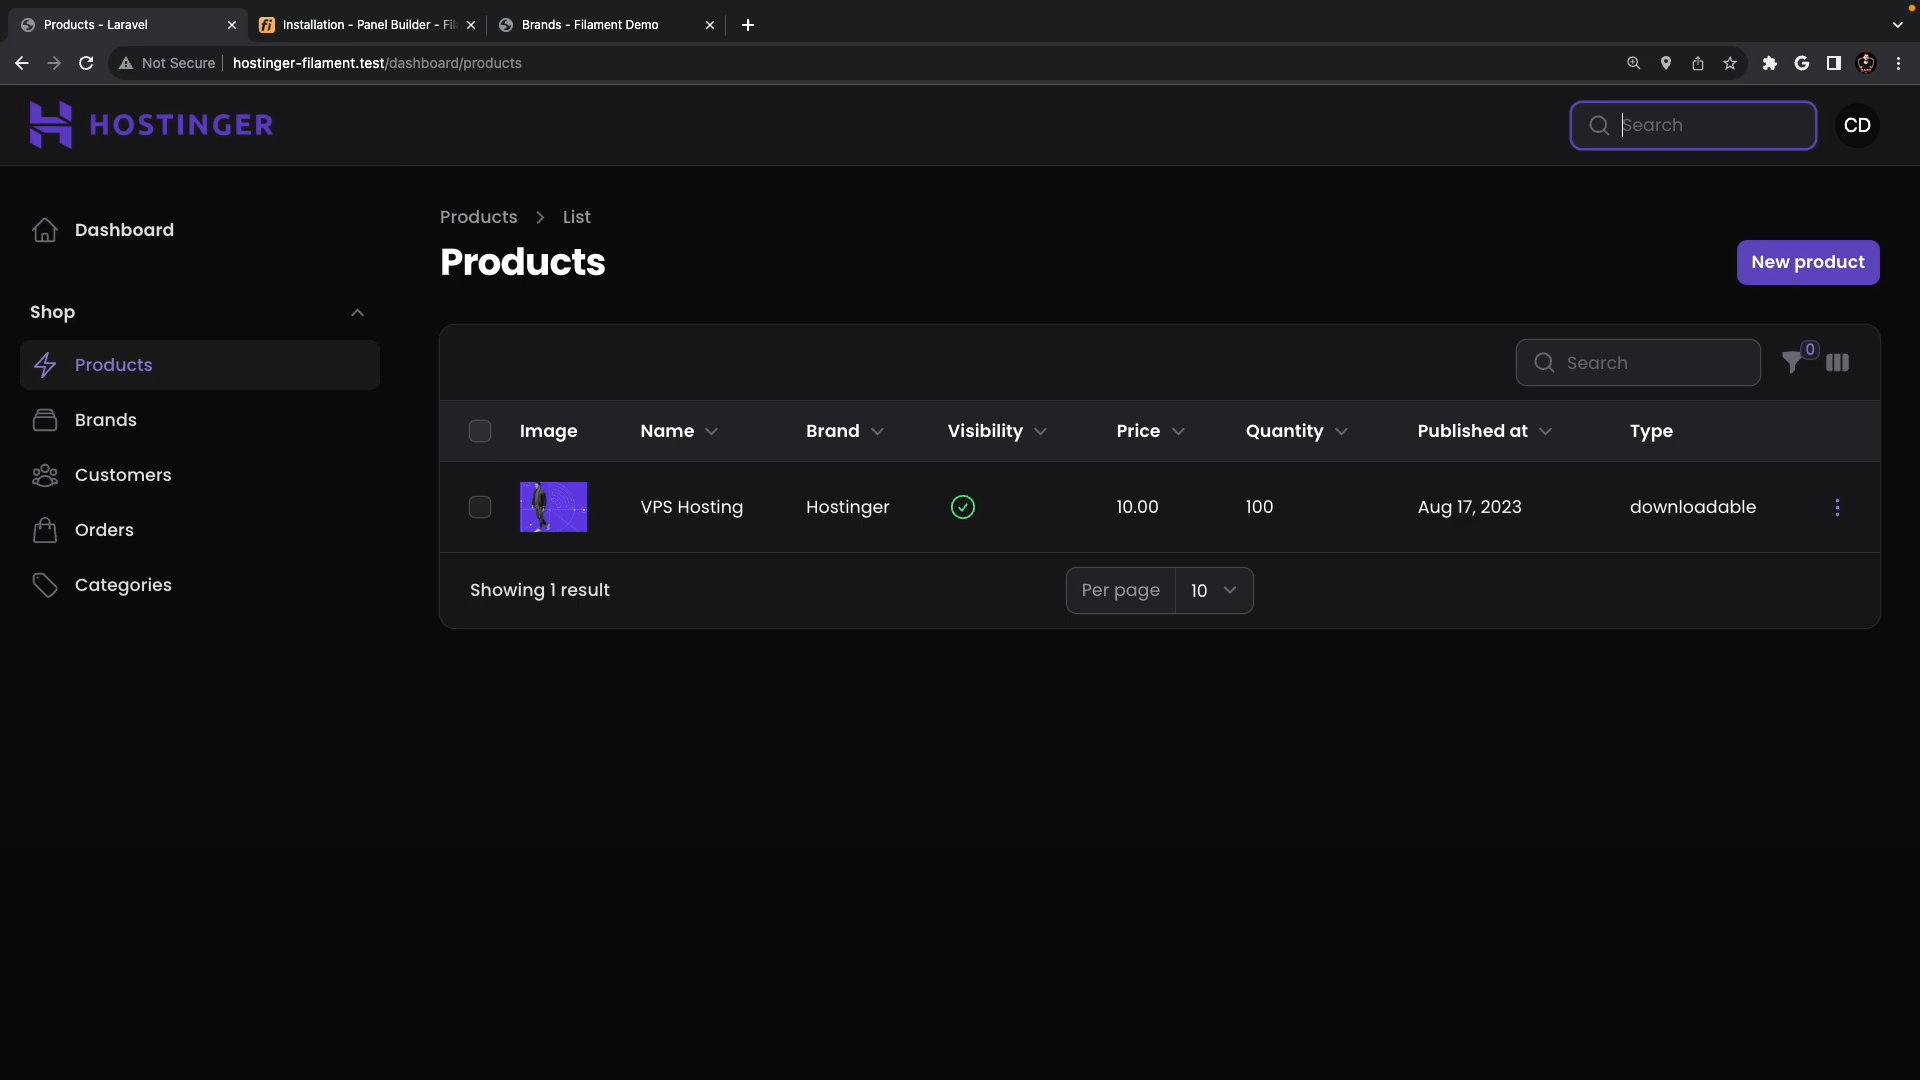 Products - Laravel
Installation - Panel Builder - Fil
Brands - Filament Demo
Not Secure
hostinger-filament.test/dashboard/products
HOSTINGER
Search
CD
Dashboard
Shop
Products
Brands
Customers
Orders
Categories
Products > List
Products
New product
Search
0
Image Name Brand Visibility Price Quantity Published at Type
VPS Hosting Hostinger 10.00 100 Aug 17, 2023 downloadable
Showing 1 result
Per page 10